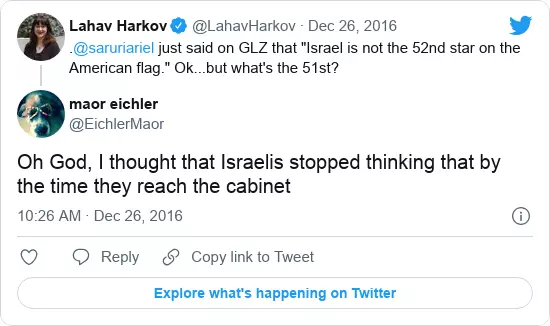 Lahav Harkov @LahavHarkov · Dec 26, 2016
.@saruriariel just said on GLZ that "Israel is not the 52nd star on the
American flag." Ok...but what's the 51st?
maor eichler
@EichlerMaor
Oh God, I thought that Israelis stopped thinking that by
the time they reach the cabinet
10:26 AM · Dec 26, 2016
Reply Copy link to Tweet
Explore what's happening on Twitter